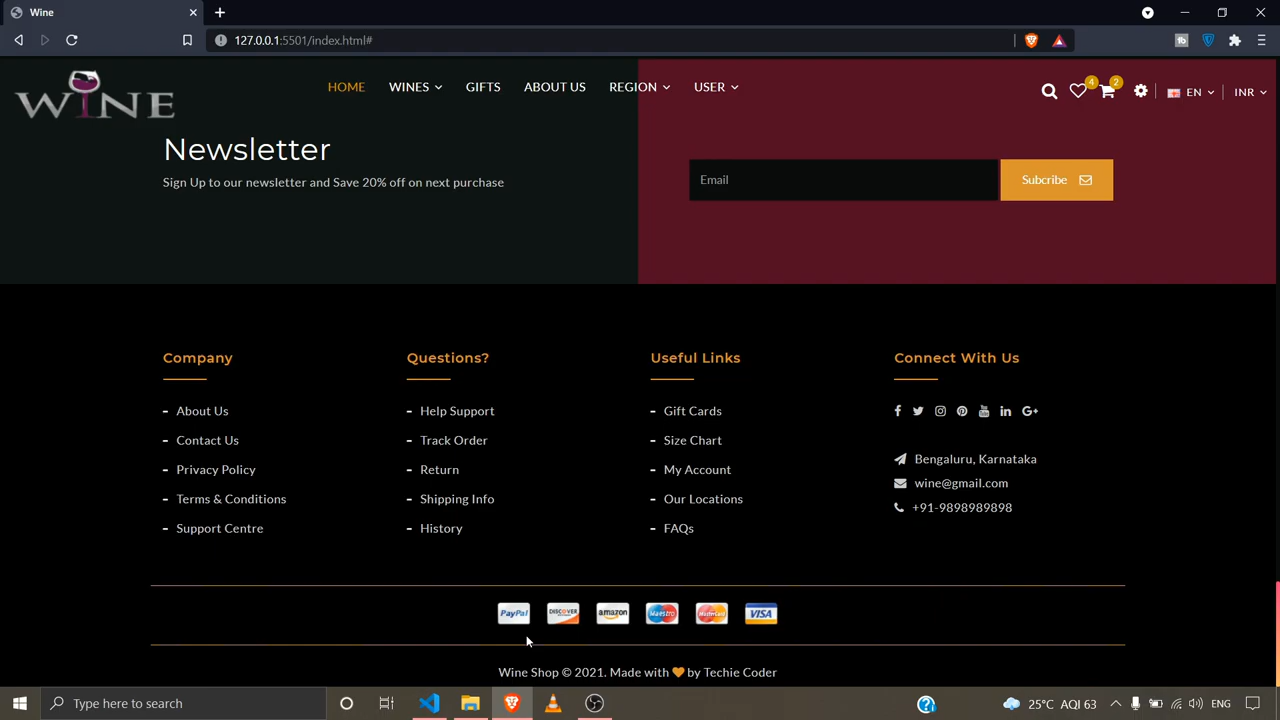 Wine
127.0.0.1:5501/index.html#
WINE
HOME WINES GIFTS ABOUT US REGION USER
4 2
EN INR
Newsletter
Sign Up to our newsletter and Save 20% off on next purchase
Email
Subcribe
Company
About Us
Contact Us
Privacy Policy
Terms & Conditions
Support Centre
Questions?
Help Support
Track Order
Return
Shipping Info
History
Useful Links
Gift Cards
Size Chart
My Account
Our Locations
FAQs
Connect With Us
Bengaluru, Karnataka
wine@gmail.com
+91-9898989898
PayPal DISCOVER amazon Maestro MasterCard VISA
Wine Shop © 2021. Made with by Techie Coder
Type here to search
25°C AQI 63 ENG